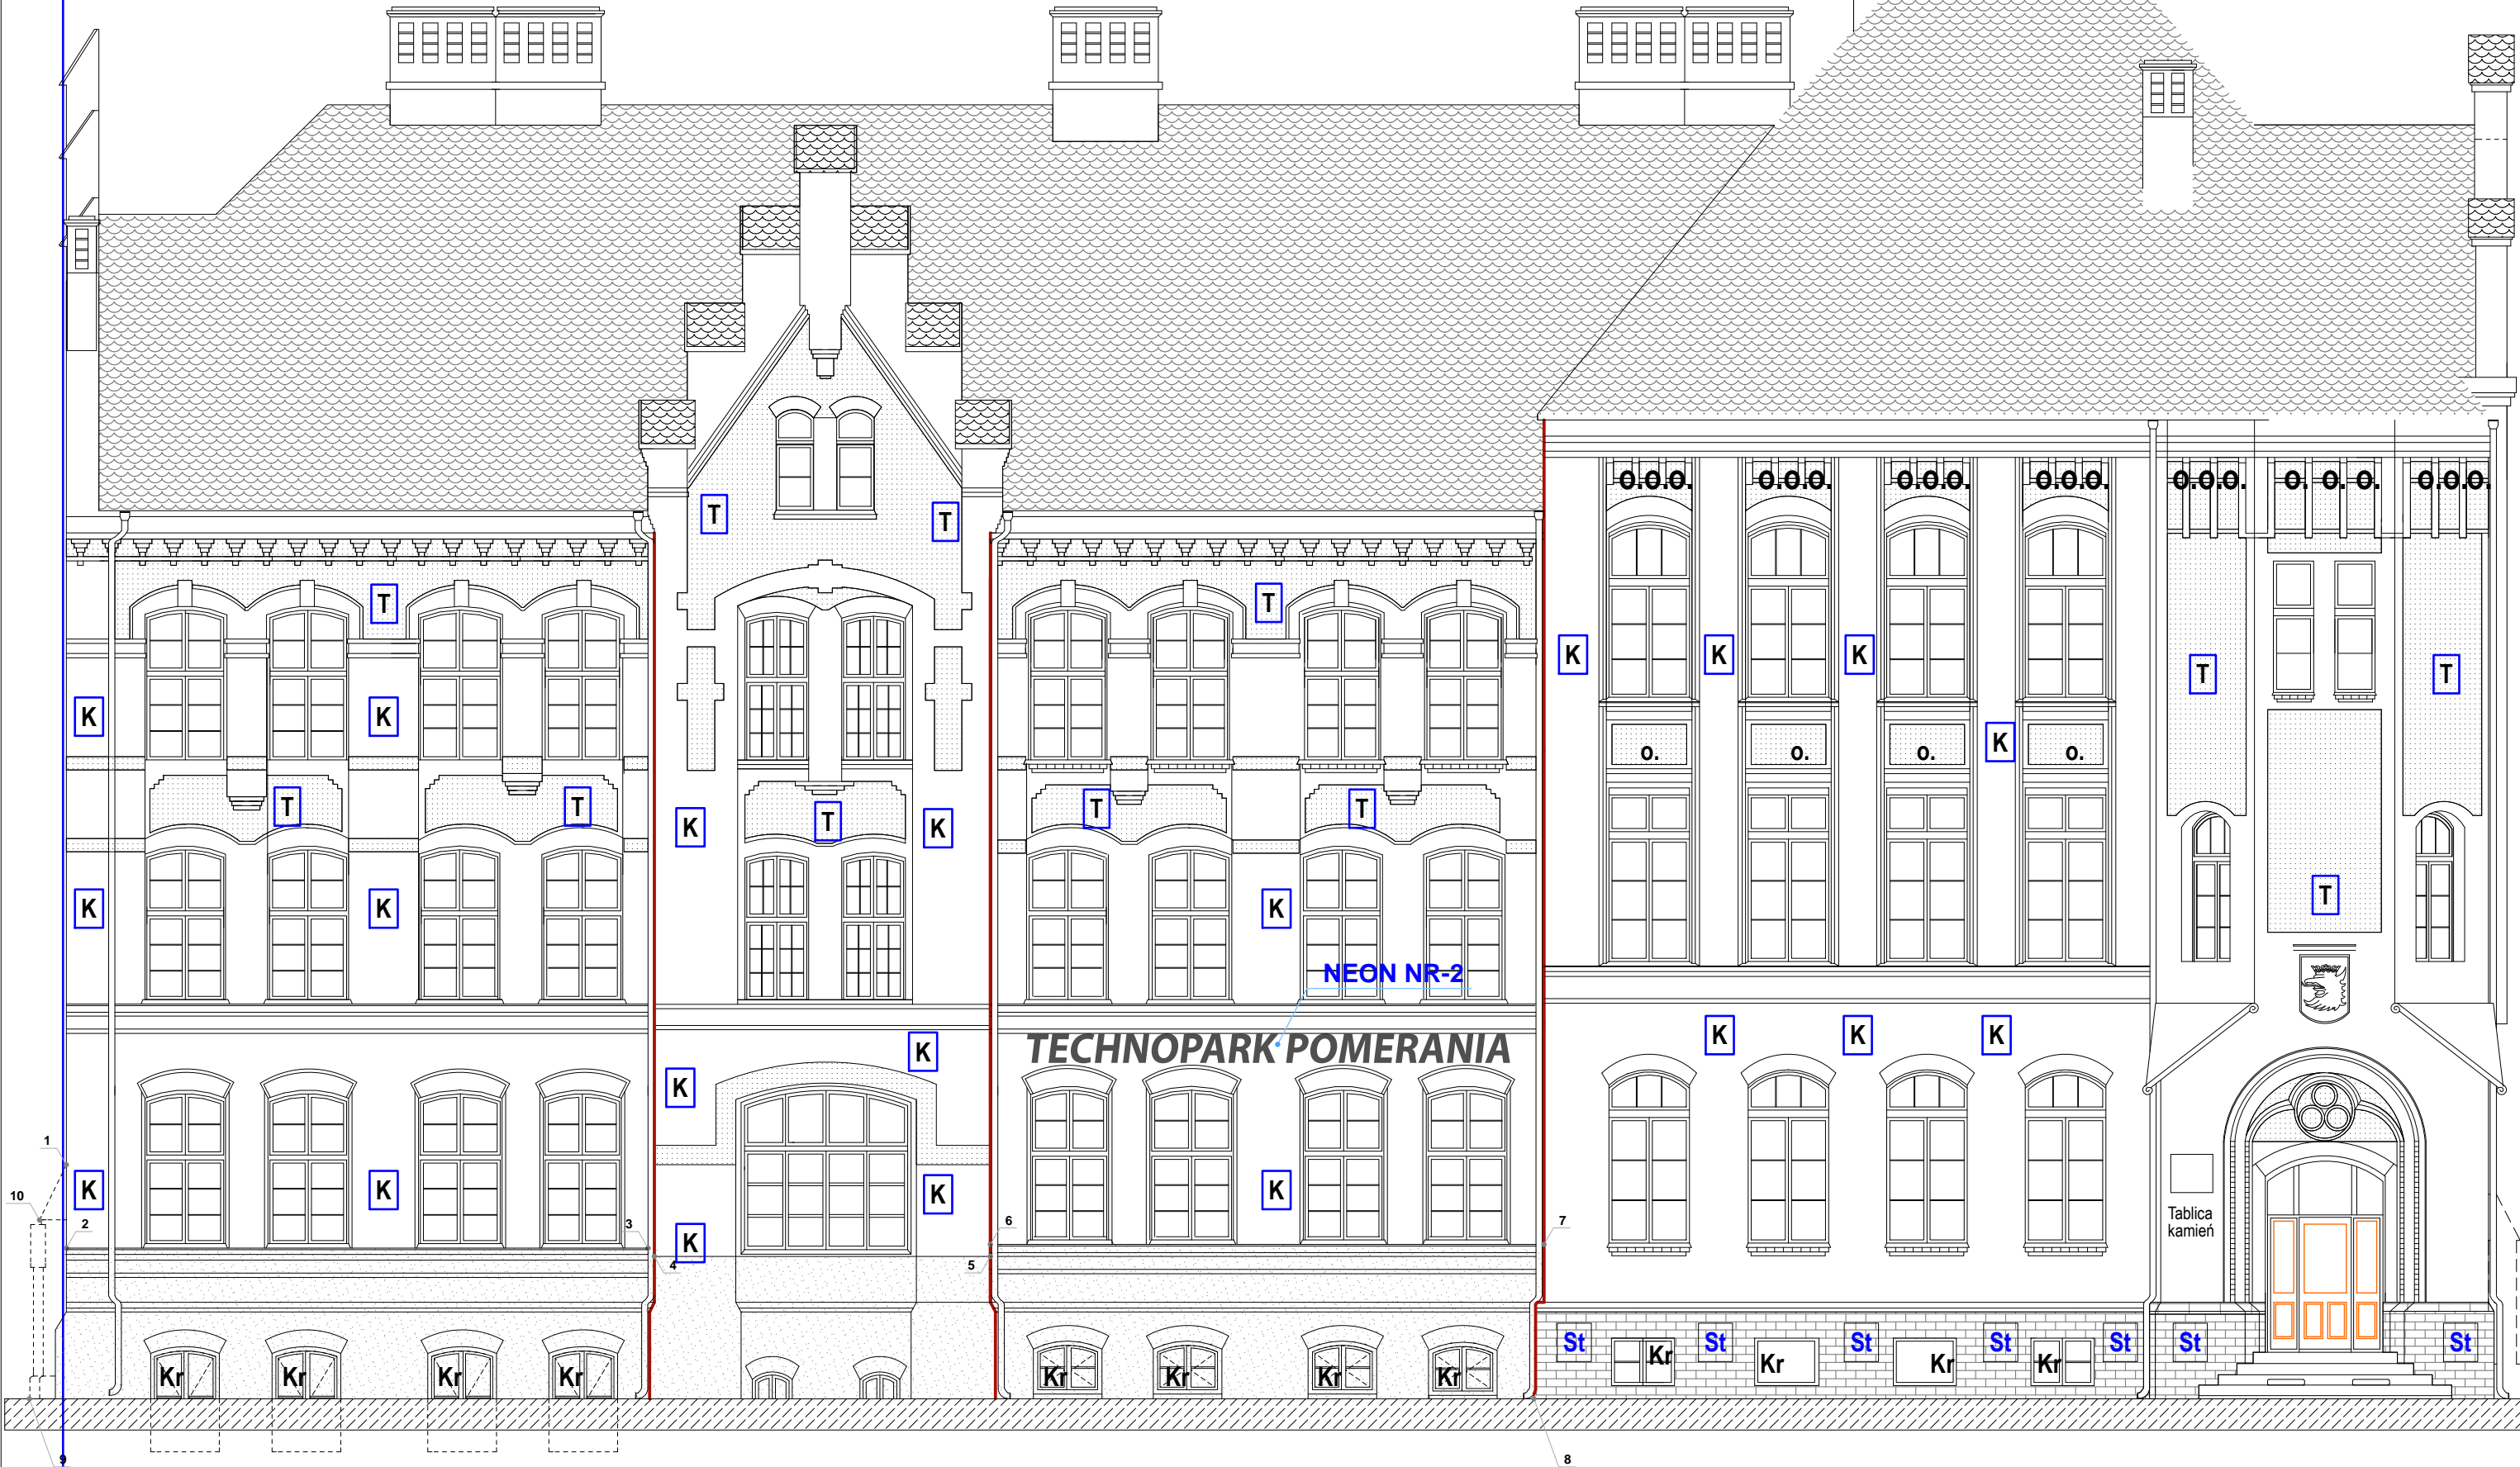 o.o.o. o.o.o. o.o.o. o.o.o. o.o.o. o. o. o. o.o.o.
T T
T T
K K K T T
K K K
o. o. o. o.
T T T T T
K K
T
K K K
NEON NR-2
TECHNOPARK POMERANIA
K K K K
K
1
K K K K
10
Tablica
kamień
2 3 6 7
K
4 5
St St St St St St St
Kr Kr Kr Kr Kr Kr Kr Kr Kr Kr Kr Kr
9 8